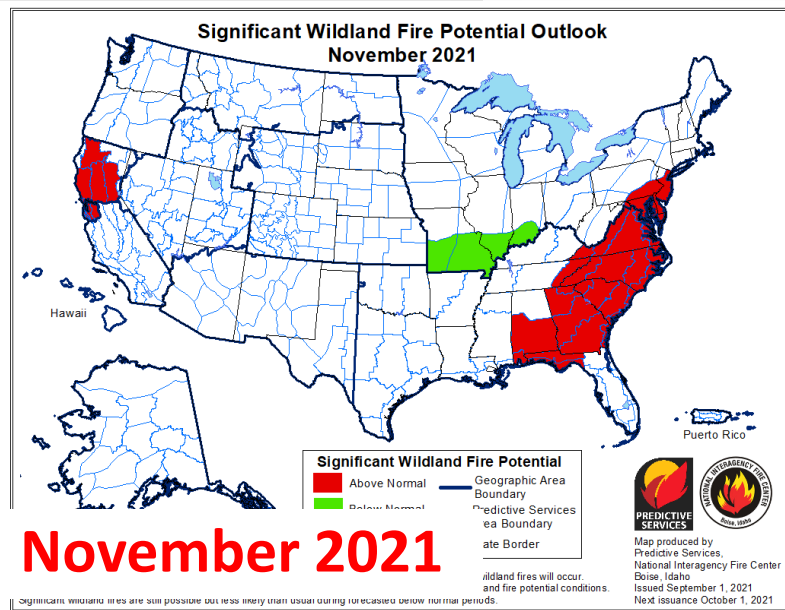 Significant Wildland Fire Potential Outlook
November 2021
Hawaii
Puerto Rico
Significant Wildland Fire Potential
Above Normal
Geographic Area
Boundary
Below Normal
Predictive Services
Area Boundary
ate Border
PREDICTIVE
SERVICES
NATIONAL INTERAGENCY FIRE CENTER
Boise, Idaho
Map produced by
Predictive Services,
National Interagency Fire Center
Boise, Idaho
Issued September 1, 2021
Next issuance October 1, 2021
November 2021
wildland fires will occur.
and fire potential conditions.
Significant wildland fires are still possible but less likely than usual during forecasted below normal periods.